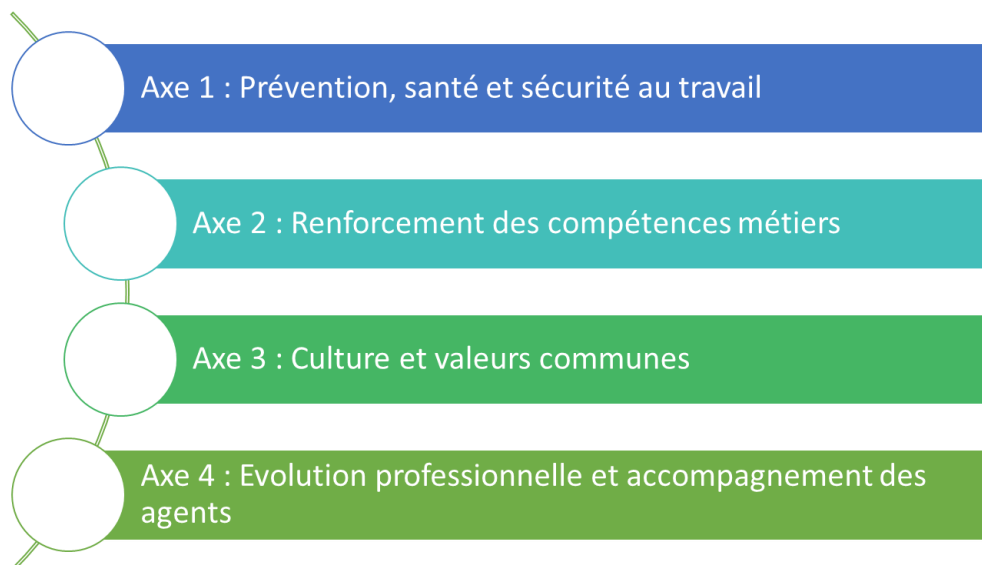 Axe 1 : Prévention, santé et sécurité au travail
Axe 2 : Renforcement des compétences métiers
Axe 3 : Culture et valeurs communes
Axe 4 : Evolution professionnelle et accompagnement des
agents